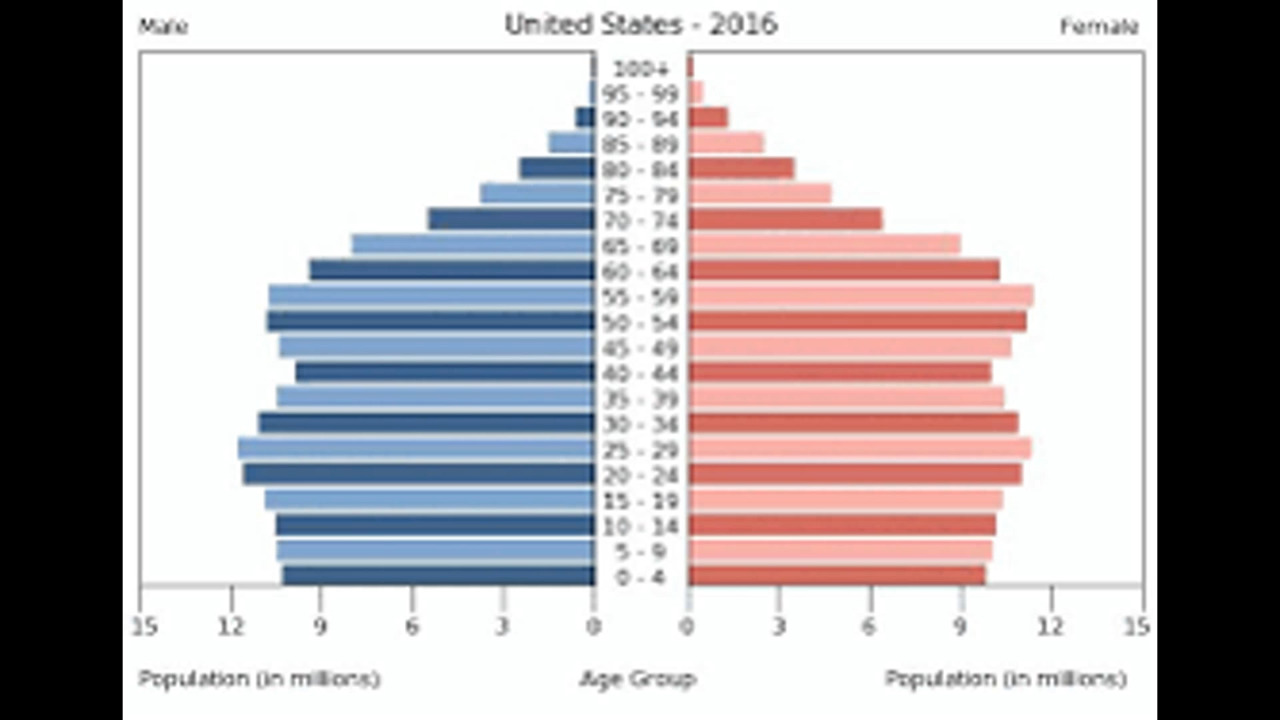 Male United States - 2016 Female
100+
95 - 99
90 - 94
85 - 89
80 - 84
75 - 79
70 - 74
65 - 69
60 - 64
55 - 59
50 - 54
45 - 49
40 - 44
35 - 39
30 - 34
25 - 29
20 - 24
15 - 19
10 - 14
5 - 9
0 - 4
15 12 9 6 3 0 0 3 6 9 12 15
Population (in millions) Age Group Population (in millions)